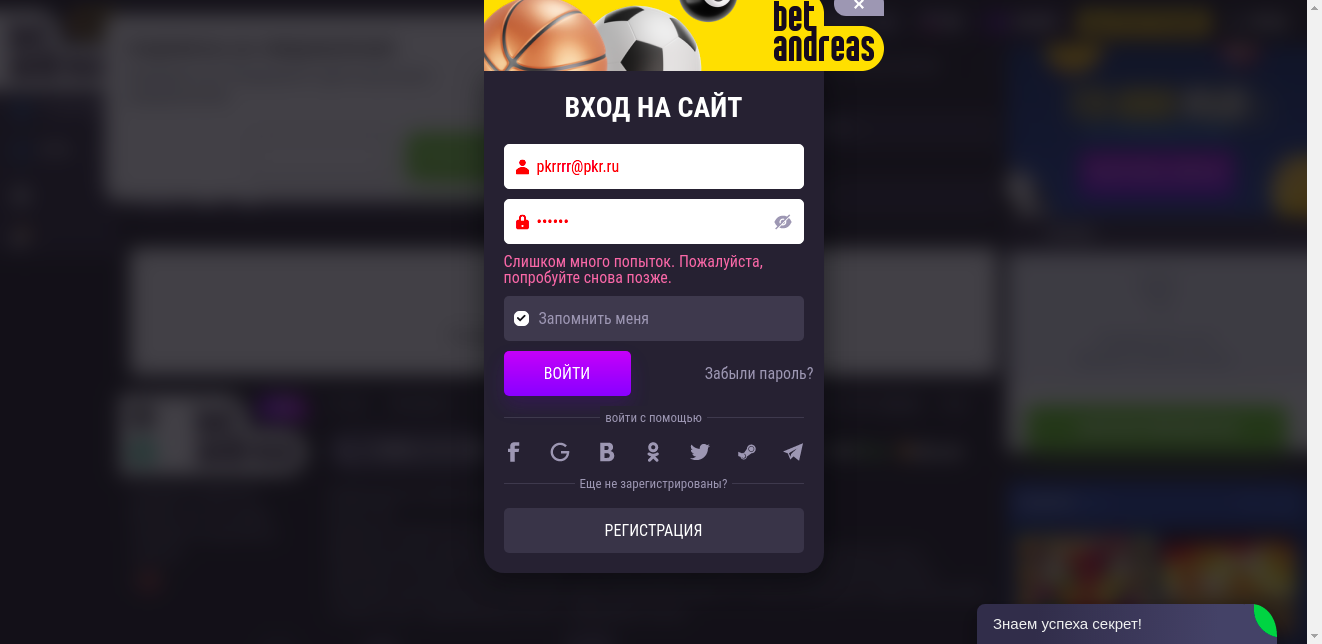 bet
andreas
ВХОД НА САЙТ
pkrrrr@pkr.ru
••••••
Слишком много попыток. Пожалуйста,
попробуйте снова позже.
Запомнить меня
ВОЙТИ
Забыли пароль?
войти с помощью
Еще не зарегистрированы?
РЕГИСТРАЦИЯ
Знаем успеха секрет!